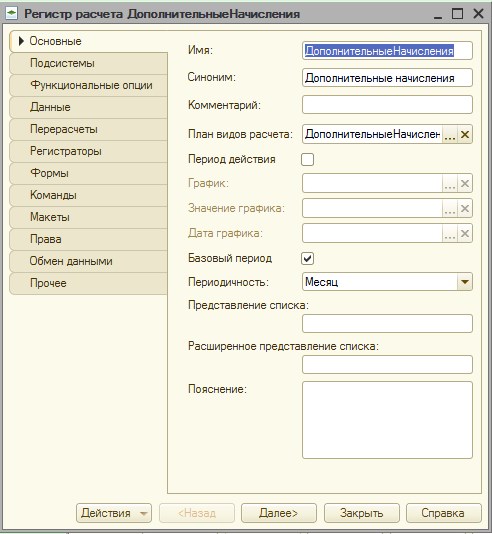 Регистр расчета ДополнительныеНачисления
Основные
Подсистемы
Функциональные опции
Данные
Перерасчеты
Регистраторы
Формы
Команды
Макеты
Права
Обмен данными
Прочее
Имя: ДополнительныеНачисления
Синоним: Дополнительные начисления
Комментарий:
План видов расчета: ДополнительныеНачислен ...
Период действия
График: ...
Значение графика: ...
Дата графика: ...
Базовый период
Периодичность: Месяц
Представление списка:
Расширенное представление списка:
Пояснение:
Действия <Назад Далее> Закрыть Справка